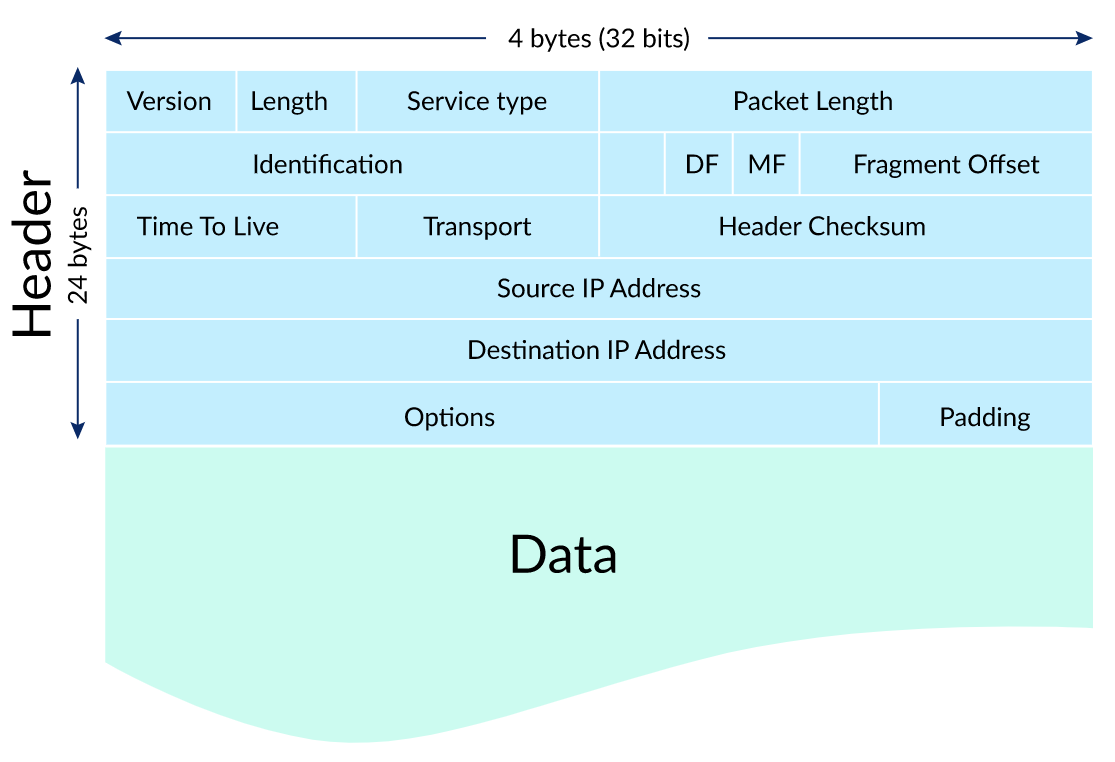 4 bytes (32 bits)
Header
24 bytes
Version Length Service type Packet Length
Identification DF MF Fragment Offset
Time To Live Transport Header Checksum
Source IP Address
Destination IP Address
Options Padding
Data